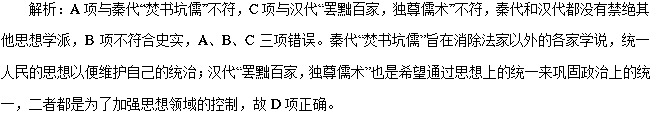 解析：A 项与秦代“焚书坑儒”不符，C 项与汉代“罢黜百家，独尊儒术”不符，秦代和汉代都没有禁绝其
他思想学派，B 项不符合史实，A、B、C 三项错误。秦代“焚书坑儒”旨在消除法家以外的各家学说，统一
人民的思想以便维护自己的统治；汉代“罢黜百家，独尊儒术”也是希望通过思想上的统一来巩固政治上的统
一，二者都是为了加强思想领域的控制，故 D 项正确。